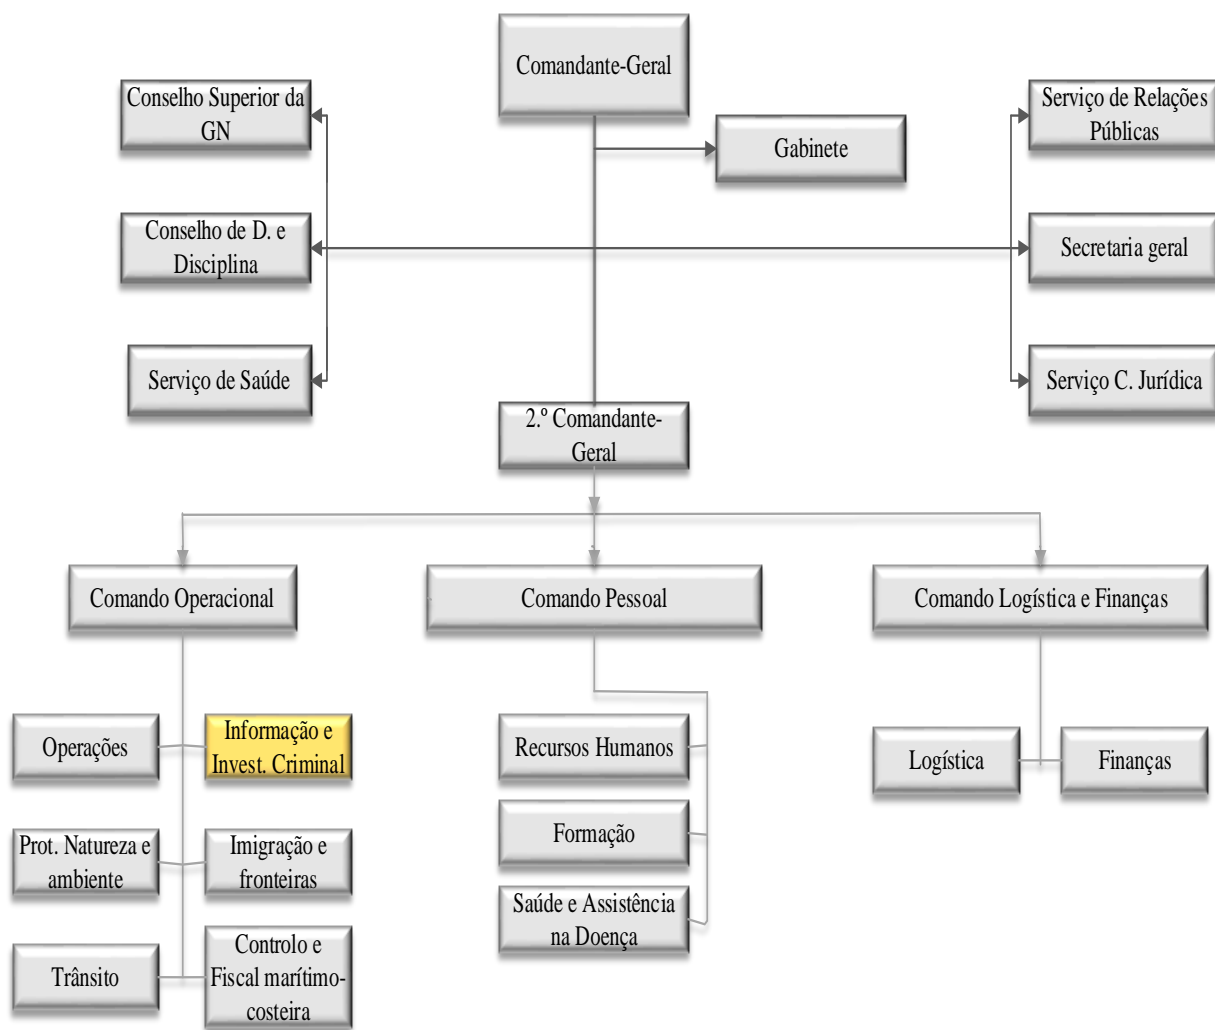 Comandante-Geral
Conselho Superior da
GN
Serviço de Relações
Públicas
Gabinete
Conselho de D. e
Disciplina
Secretaria geral
Serviço de Saúde
Serviço C. Jurídica
2.º Comandante-
Geral
Comando Operacional
Comando Pessoal
Comando Logística e Finanças
Operações
Informação e
Invest. Criminal
Recursos Humanos
Logística
Finanças
Prot. Natureza e
ambiente
Imigração e
fronteiras
Formação
Saúde e Assistência
na Doença
Trânsito
Controlo e
Fiscal marítimo-
costeira